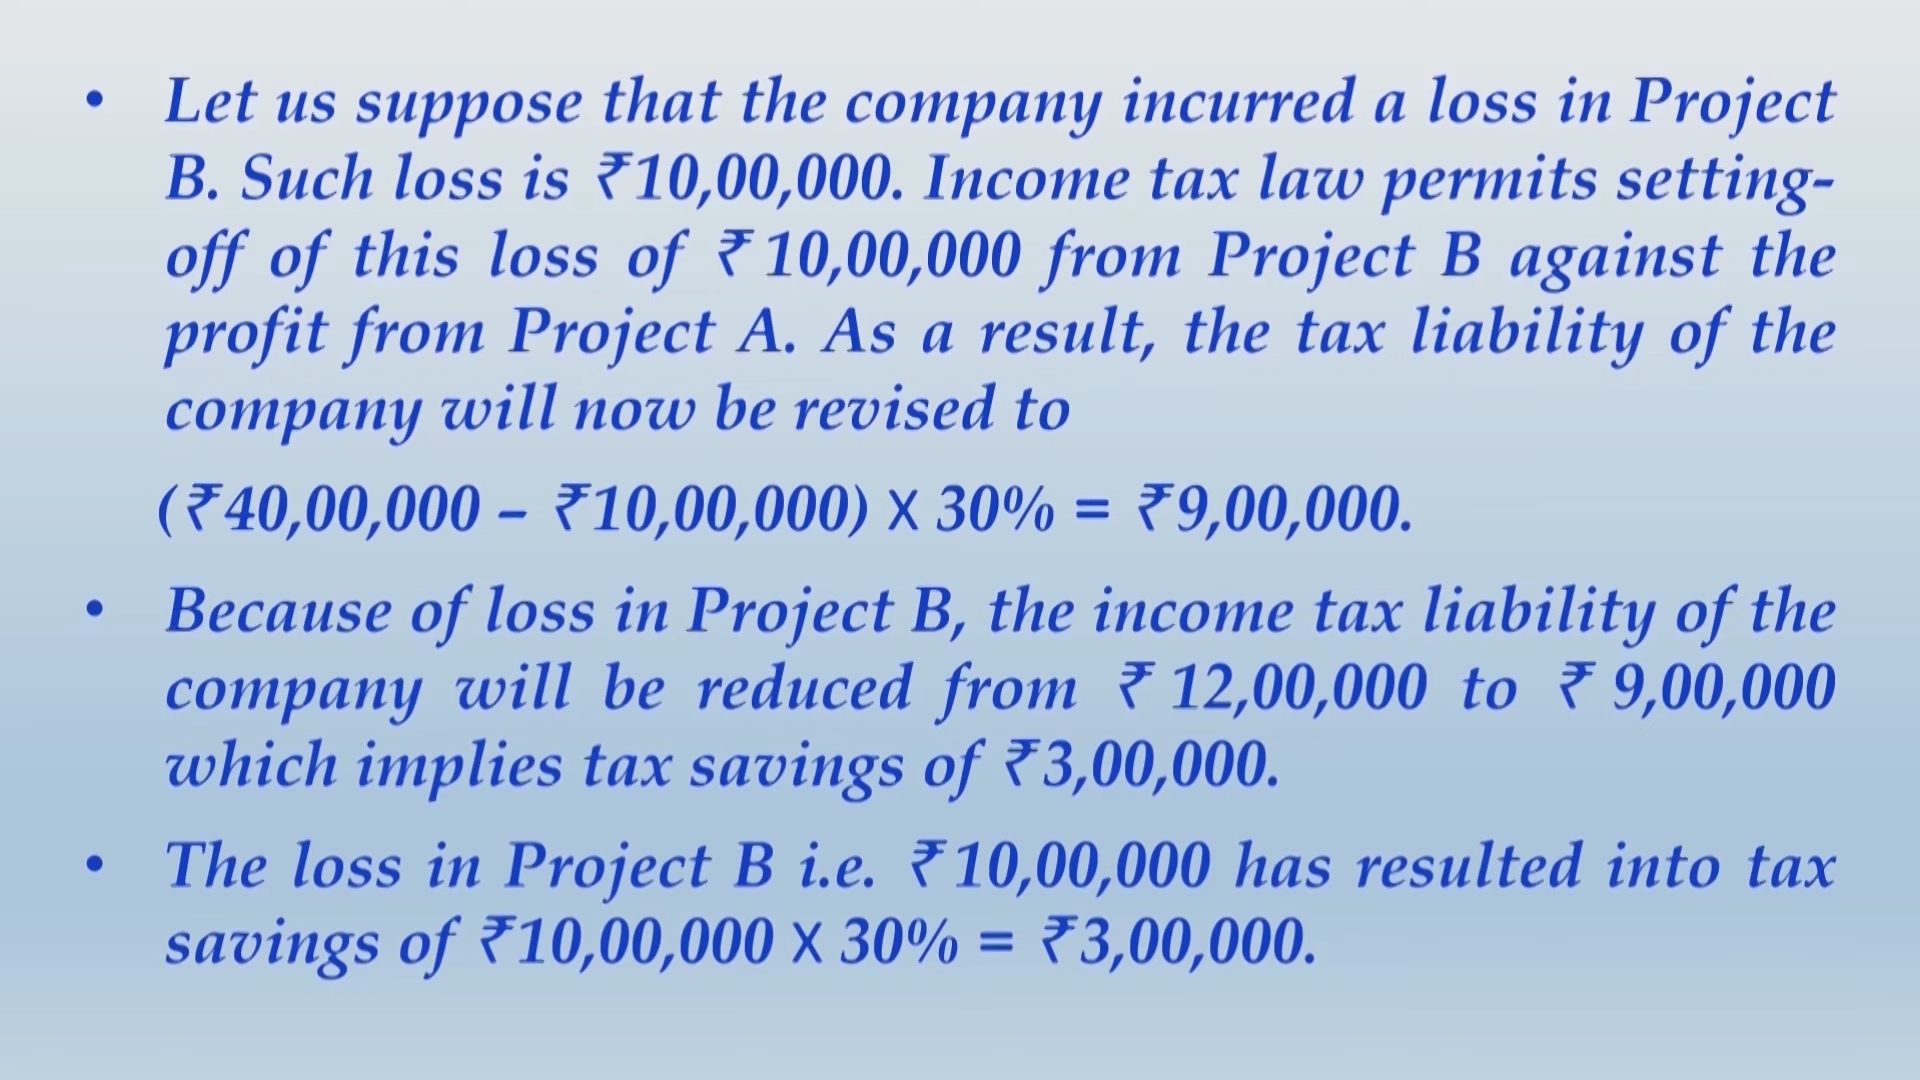 • Let us suppose that the company incurred a loss in Project
B. Such loss is ₹10,00,000. Income tax law permits setting-
off of this loss of ₹10,00,000 from Project B against the
profit from Project A. As a result, the tax liability of the
company will now be revised to
(₹40,00,000 – ₹10,00,000) X 30% = ₹9,00,000.
• Because of loss in Project B, the income tax liability of the
company will be reduced from ₹12,00,000 to ₹9,00,000
which implies tax savings of ₹3,00,000.
• The loss in Project B i.e. ₹10,00,000 has resulted into tax
savings of ₹10,00,000 X 30% = ₹3,00,000.